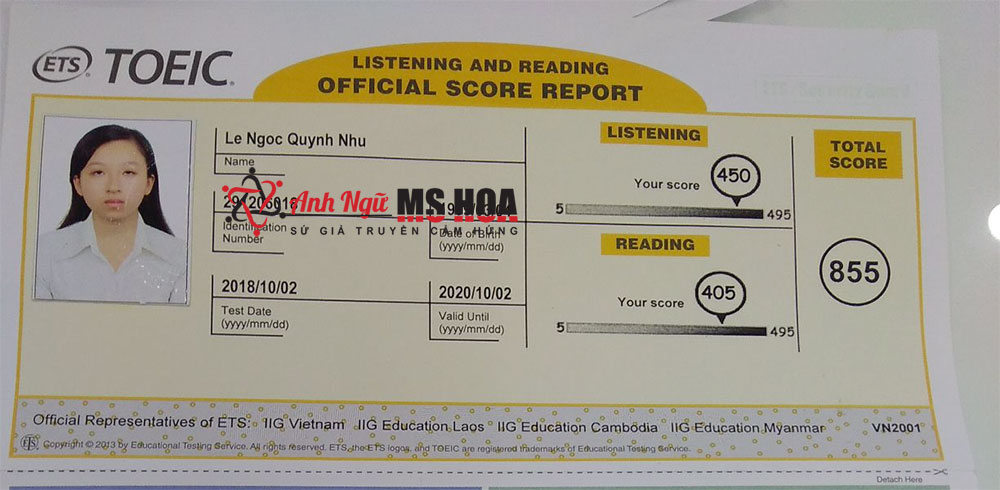 ETS® TOEIC®
LISTENING AND READING
OFFICIAL SCORE REPORT
Le Ngoc Quynh Nhu
Name
Anh Ngữ MS HOA
SỨ GIẢ TRUYỀN CẢM HỨNG
Identification
Number
Date of Birth
(yyyy/mm/dd)
2018/10/02
Test Date
(yyyy/mm/dd)
2020/10/02
Valid Until
(yyyy/mm/dd)
LISTENING
Your score
450
5
495
READING
Your score
405
5
495
TOTAL
SCORE
855
Official Representatives of ETS: IIG Vietnam IIG Education Laos IIG Education Cambodia IIG Education Myanmar VN2001
ETS Copyright © 2013 by Educational Testing Service. All rights reserved. ETS, the ETS logos, and TOEIC are registered trademarks of Educational Testing Service.
Detach Here